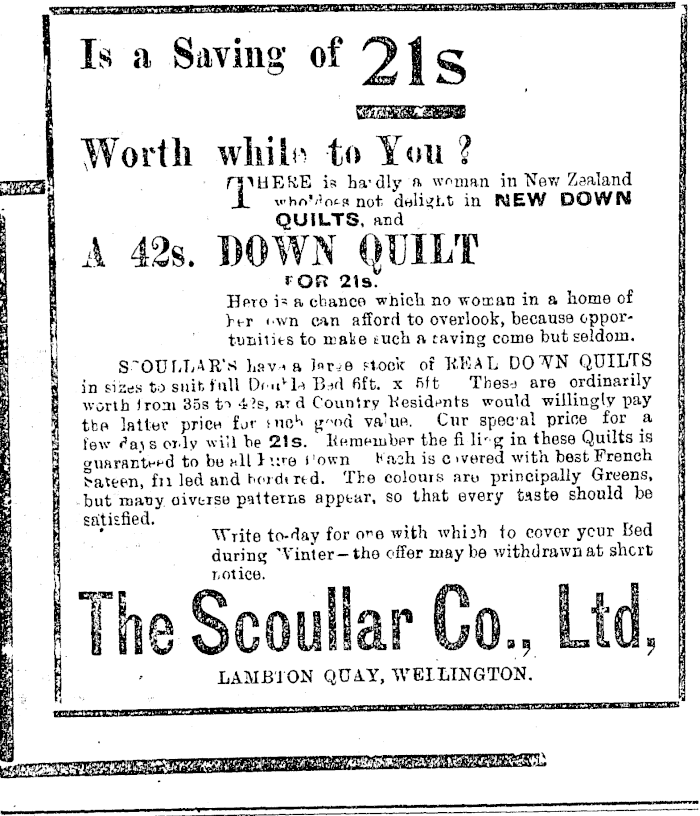 Is a Saving of 21s
Worth while to You ?
THERE is hardly a woman in New Zealand
who does not delight in NEW DOWN
QUILTS, and
A 42s. DOWN QUILT
FOR 21s.
Here is a chance which no woman in a home of
her own can afford to overlook, because oppor-
tunities to make such a saving come but seldom.
SCOULLAR'S have a large stock of REAL DOWN QUILTS
in sizes to suit full Double Bed 6ft. x 5ft These are ordinarily
worth from 35s to 42s, and Country Residents would willingly pay
the latter price for such good value. Our special price for a
few days only will be 21s. Remember the filling in these Quilts is
guaranteed to be all Pure Down Each is covered with best French
Sateen, frilled and bordered. The colours are principally Greens,
but many diverse patterns appear, so that every taste should be
satisfied.
Write to-day for one with which to cover your Bed
during Winter—the offer may be withdrawn at short
notice.
The Scoullar Co., Ltd,
LAMBTON QUAY, WELLINGTON.